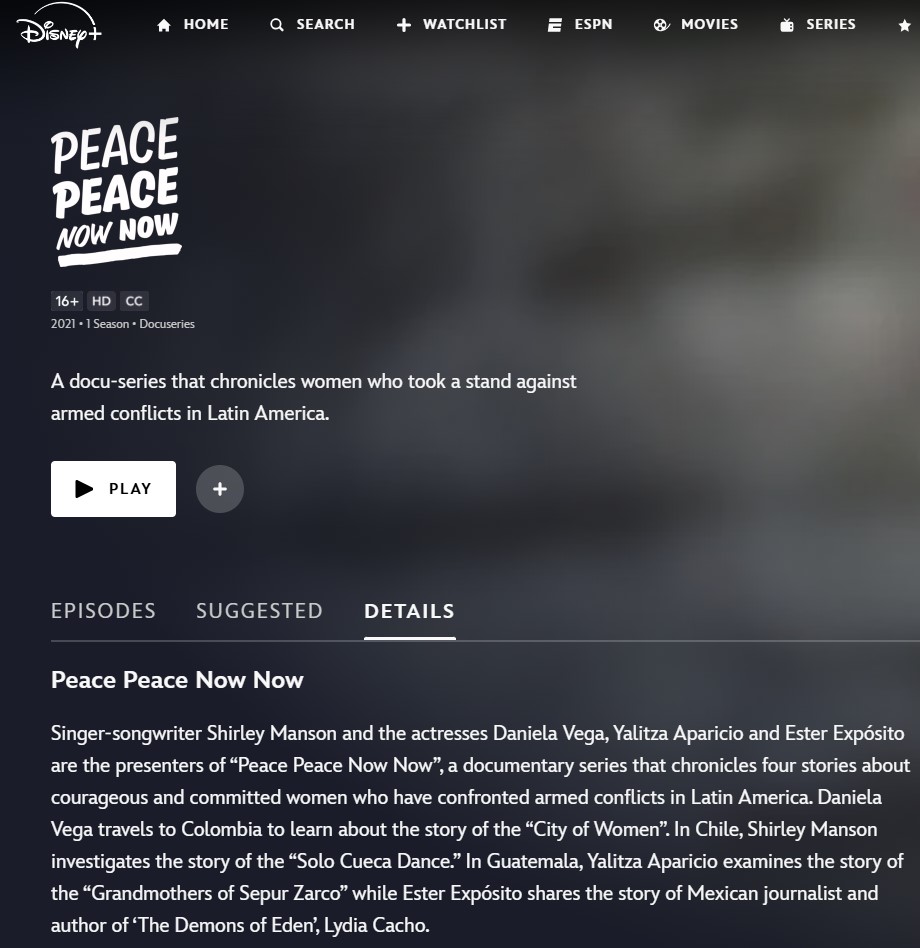 Disney+
HOME
SEARCH
WATCHLIST
ESPN
MOVIES
SERIES
PEACE
PEACE
NOW NOW
16+ HD CC
2021 • 1 Season • Docuseries
A docu-series that chronicles women who took a stand against
armed conflicts in Latin America.
PLAY
EPISODES
SUGGESTED
DETAILS
Peace Peace Now Now
Singer-songwriter Shirley Manson and the actresses Daniela Vega, Yalitza Aparicio and Ester Expósito
are the presenters of “Peace Peace Now Now”, a documentary series that chronicles four stories about
courageous and committed women who have confronted armed conflicts in Latin America. Daniela
Vega travels to Colombia to learn about the story of the “City of Women”. In Chile, Shirley Manson
investigates the story of the “Solo Cueca Dance.” In Guatemala, Yalitza Aparicio examines the story of
the “Grandmothers of Sepur Zarco” while Ester Expósito shares the story of Mexican journalist and
author of ‘The Demons of Eden’, Lydia Cacho.